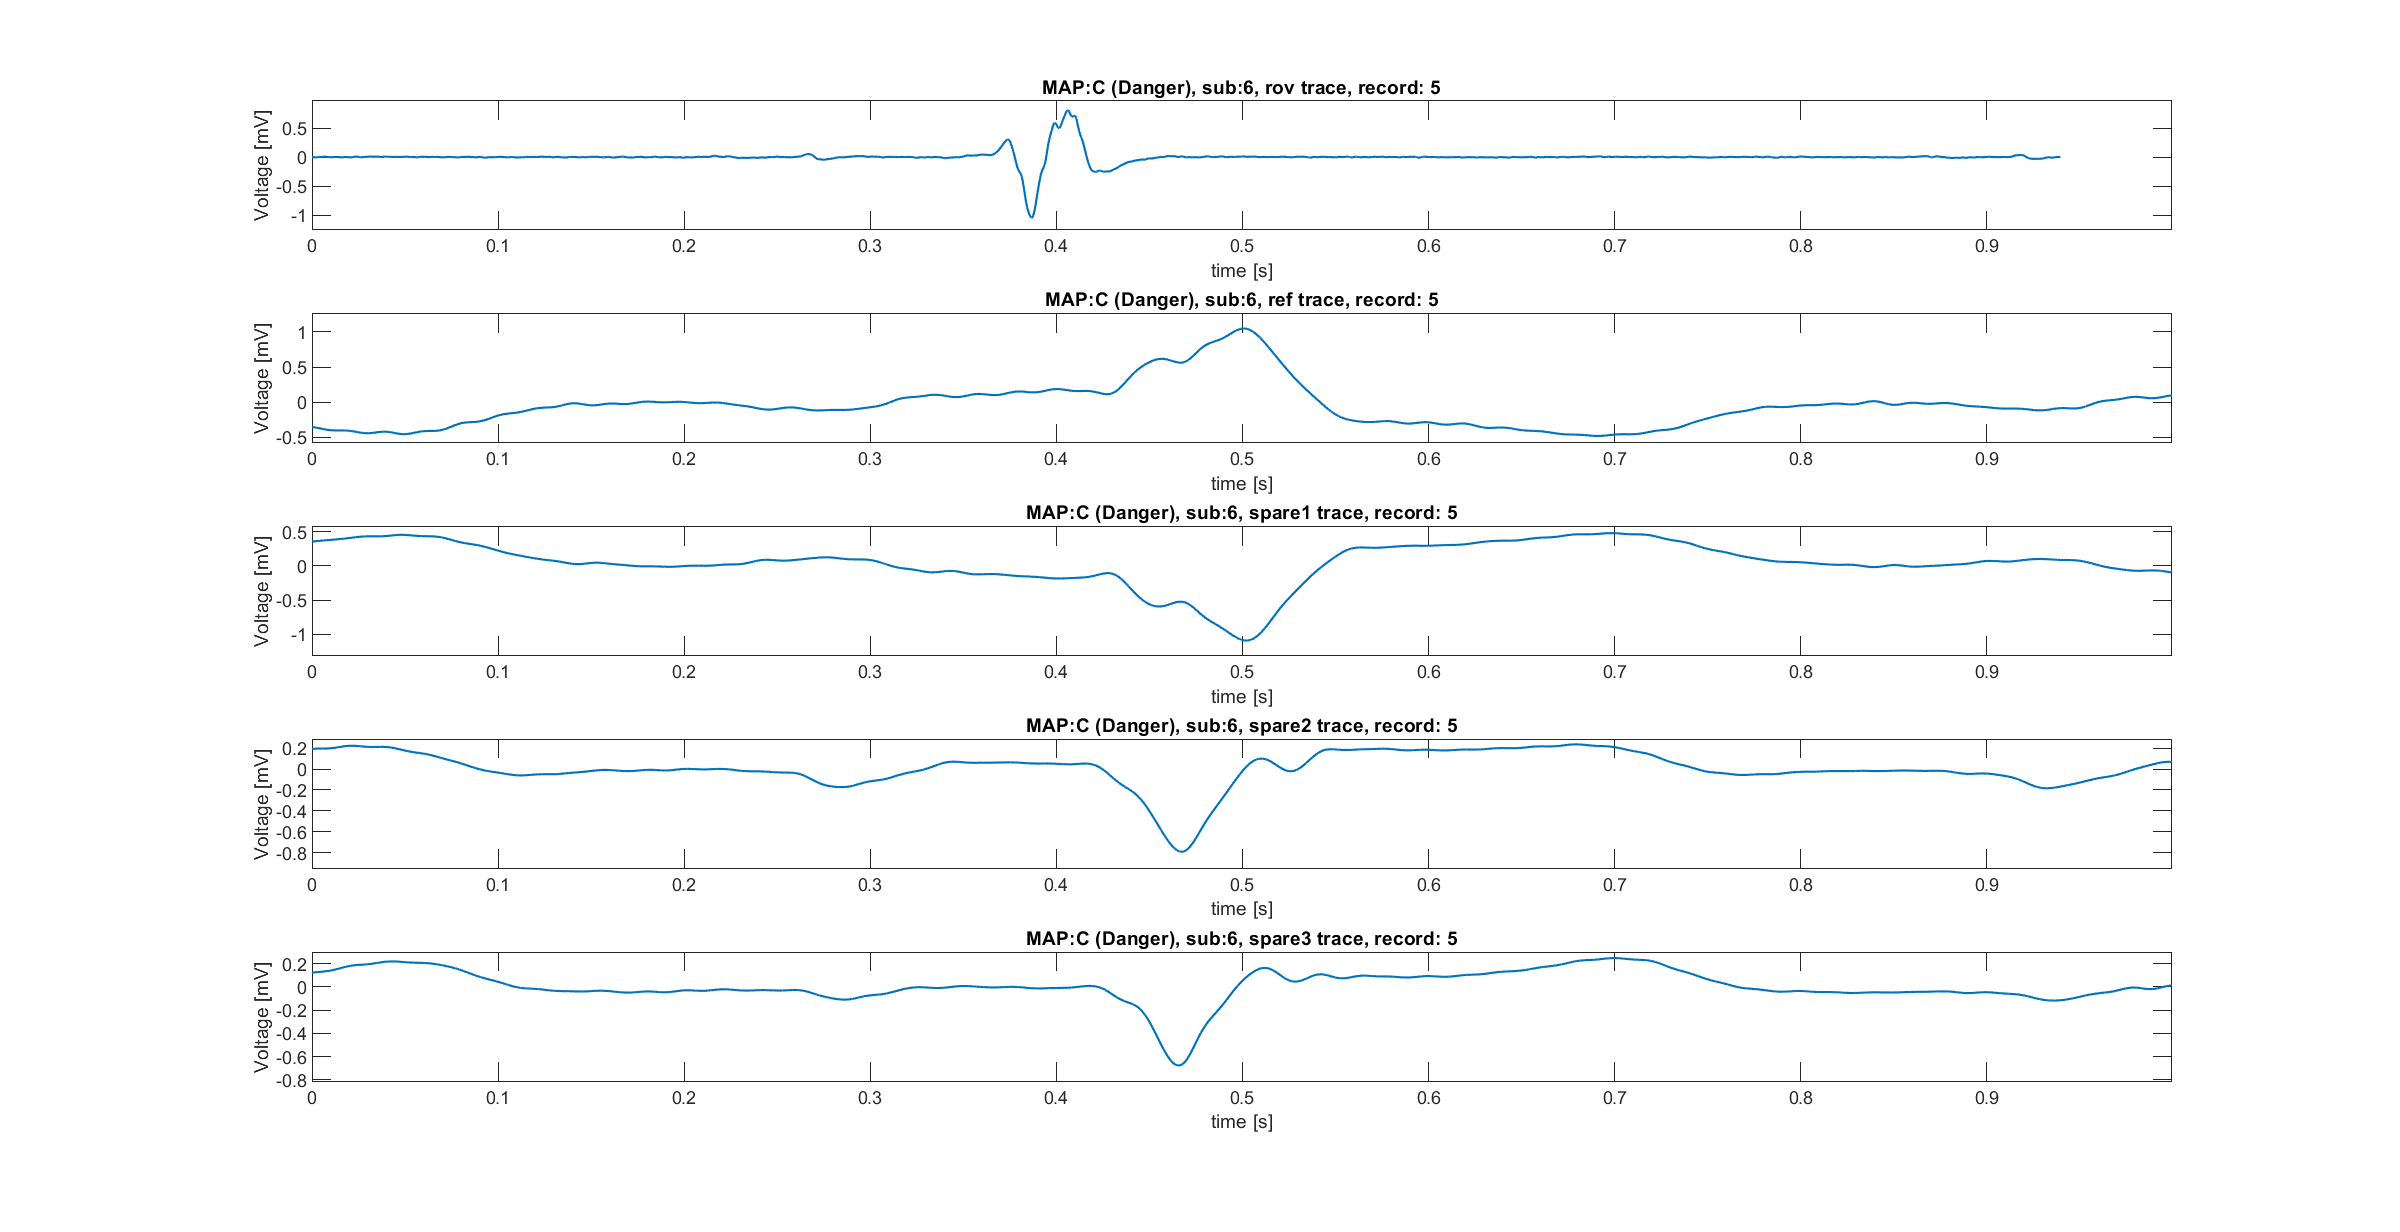 MAP:C (Danger), sub:6, rov trace, record: 5
Voltage [mV]
0.5
0
-0.5
-1
0 0.1 0.2 0.3 0.4 0.5 0.6 0.7 0.8 0.9
time [s]
MAP:C (Danger), sub:6, ref trace, record: 5
Voltage [mV]
1
0.5
0
-0.5
0 0.1 0.2 0.3 0.4 0.5 0.6 0.7 0.8 0.9
time [s]
MAP:C (Danger), sub:6, spare1 trace, record: 5
Voltage [mV]
0.5
0
-0.5
-1
0 0.1 0.2 0.3 0.4 0.5 0.6 0.7 0.8 0.9
time [s]
MAP:C (Danger), sub:6, spare2 trace, record: 5
Voltage [mV]
0.2
0
-0.2
-0.4
-0.6
-0.8
0 0.1 0.2 0.3 0.4 0.5 0.6 0.7 0.8 0.9
time [s]
MAP:C (Danger), sub:6, spare3 trace, record: 5
Voltage [mV]
0.2
0
-0.2
-0.4
-0.6
-0.8
0 0.1 0.2 0.3 0.4 0.5 0.6 0.7 0.8 0.9
time [s]